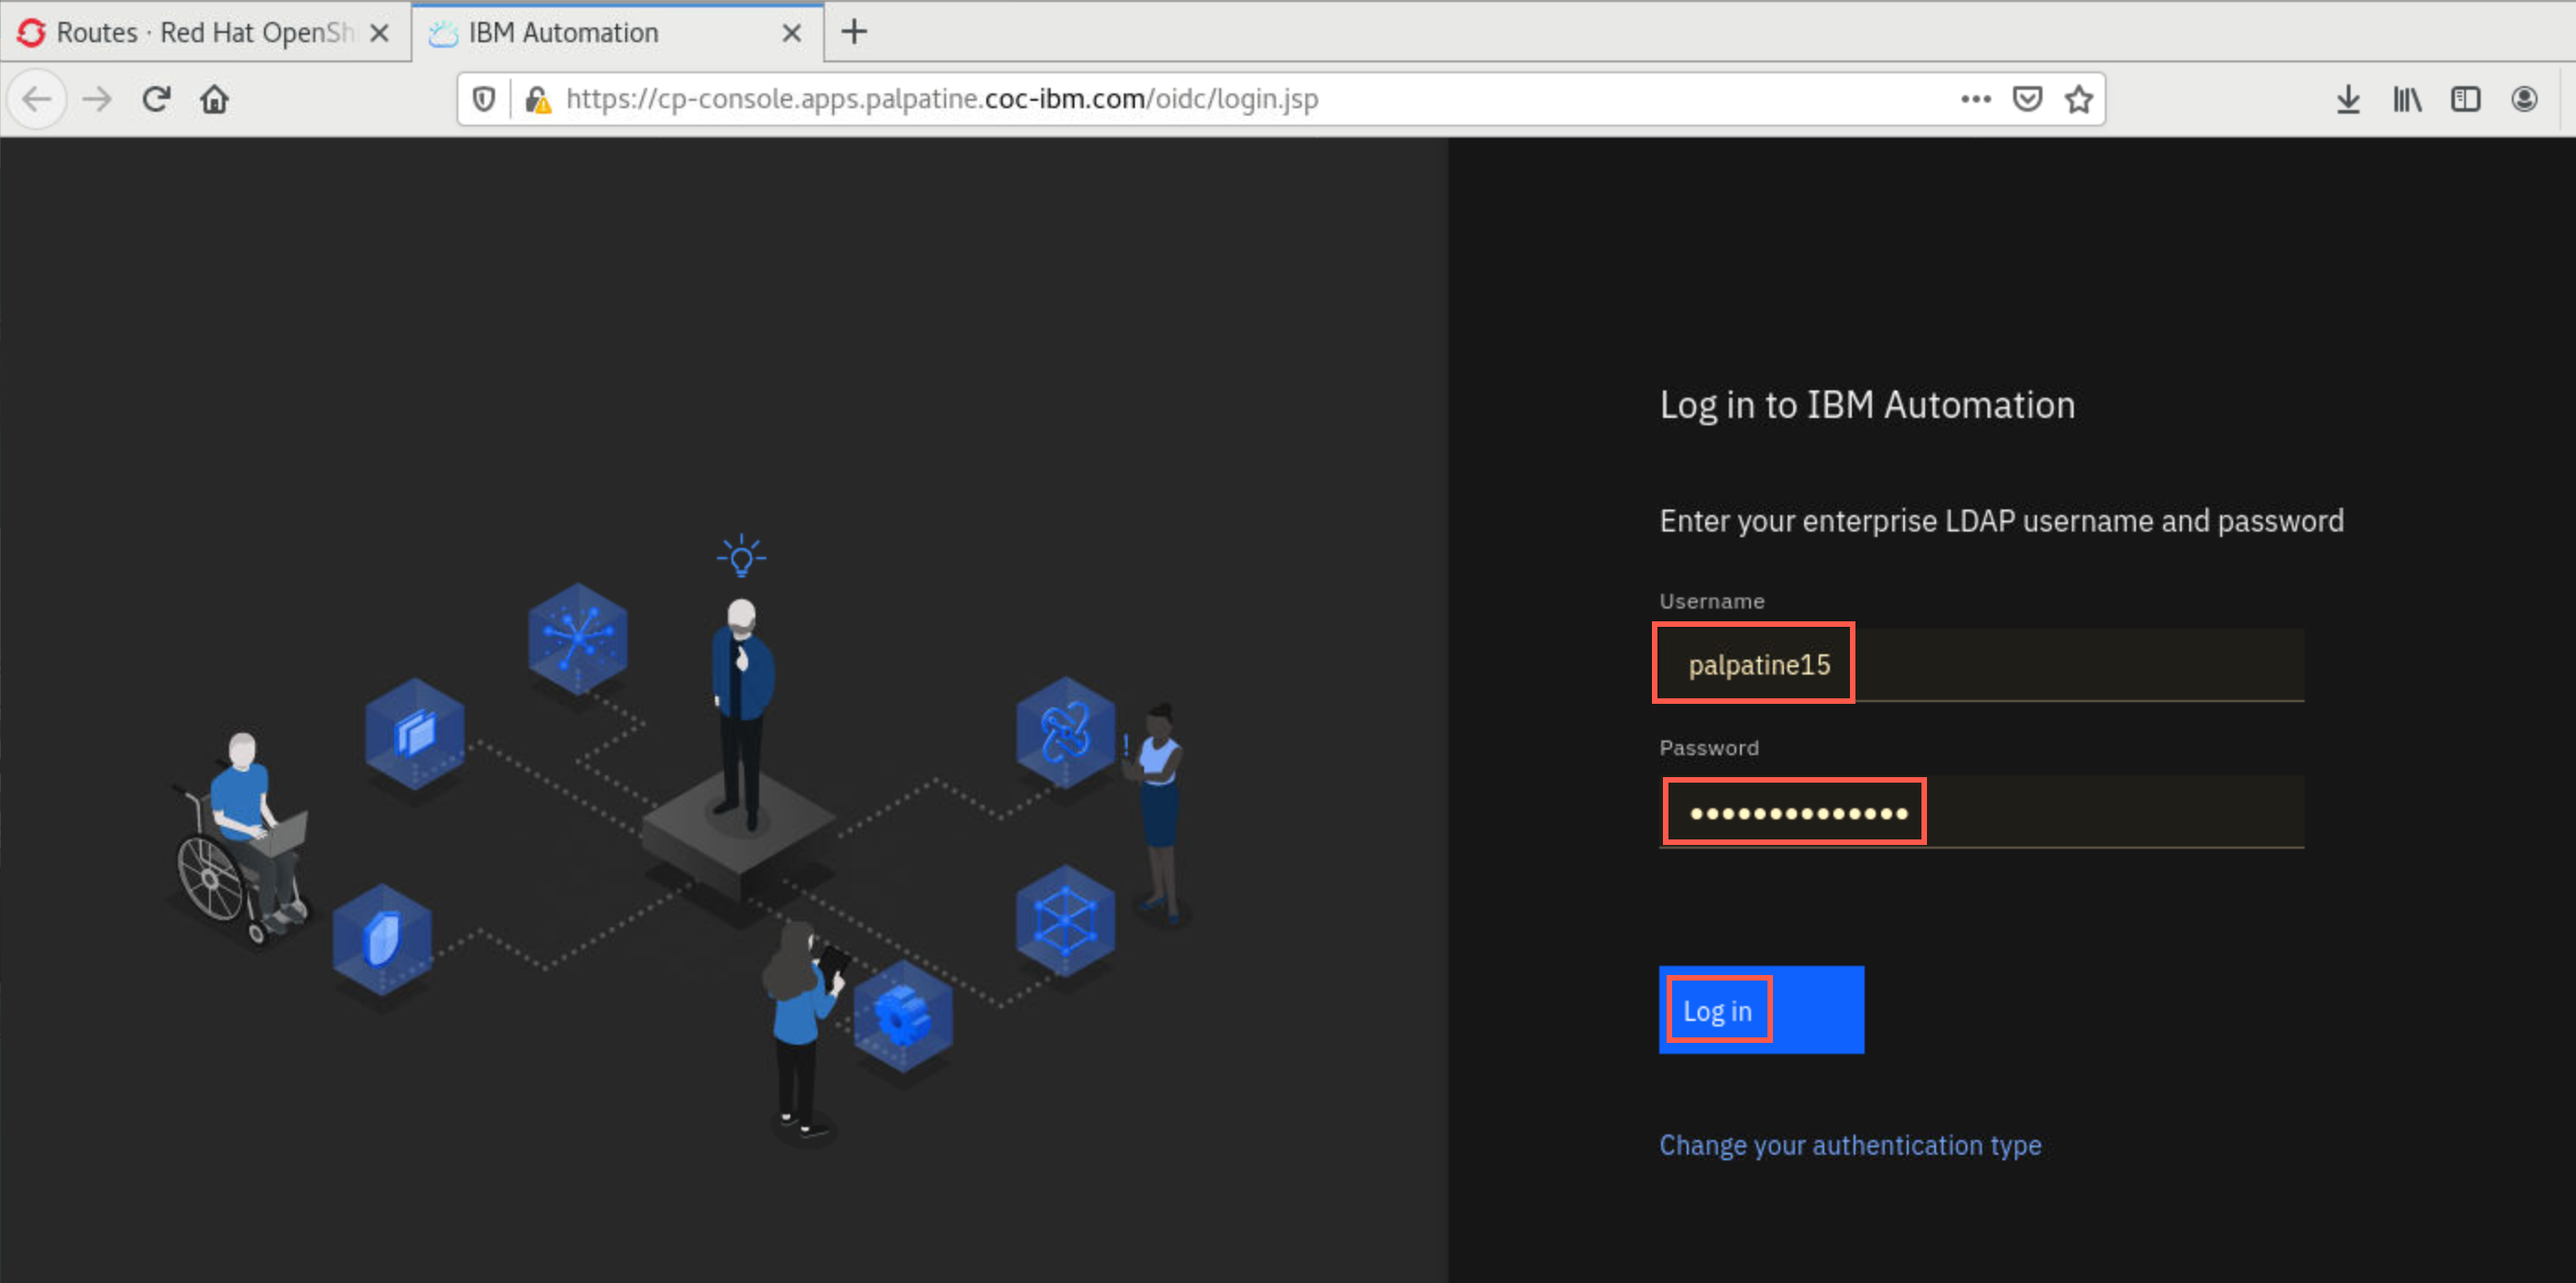 Routes · Red Hat OpenSh
IBM Automation
https://cp-console.apps.palpatine.coc-ibm.com/oidc/login.jsp
Log in to IBM Automation
Enter your enterprise LDAP username and password
Username
palpatine15
Password
••••••••••••••
Log in
Change your authentication type